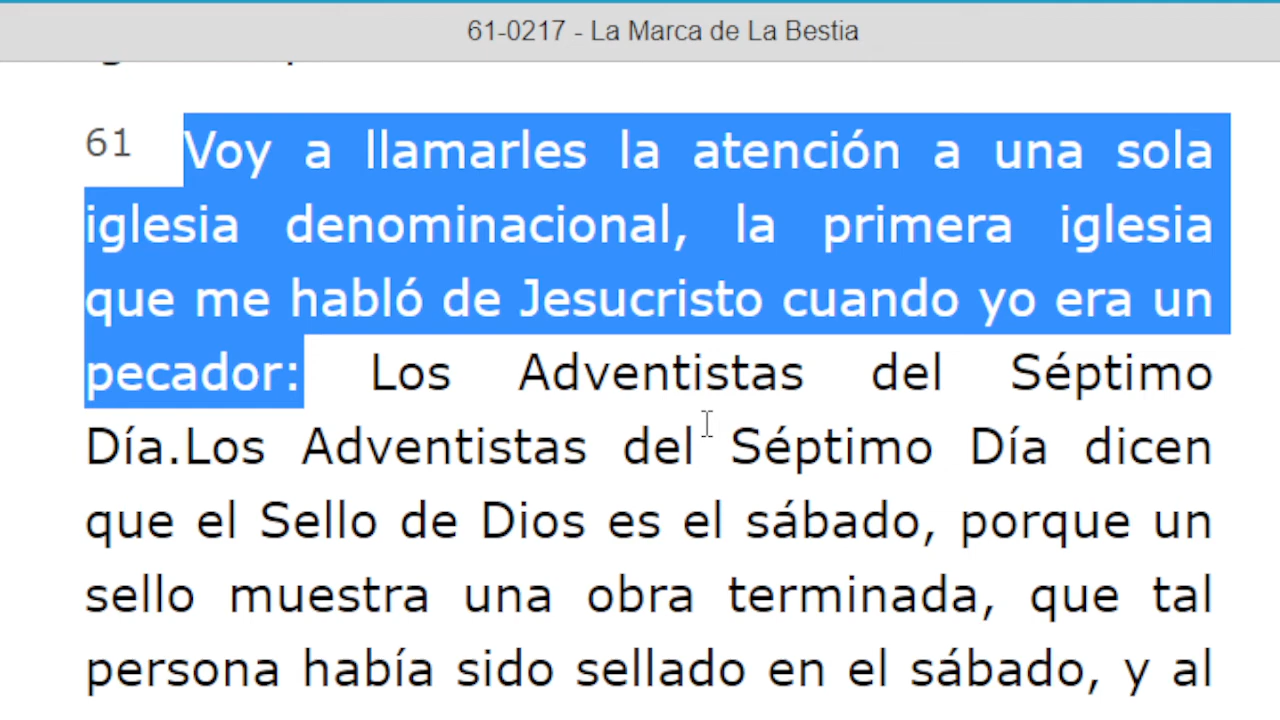 61-0217 - La Marca de La Bestia
61 Voy a llamarles la atención a una sola
iglesia denominacional, la primera iglesia
que me habló de Jesucristo cuando yo era un
pecador: Los Adventistas del Séptimo
Día.Los Adventistas del Séptimo Día dicen
que el Sello de Dios es el sábado, porque un
sello muestra una obra terminada, que tal
persona había sido sellado en el sábado, y al